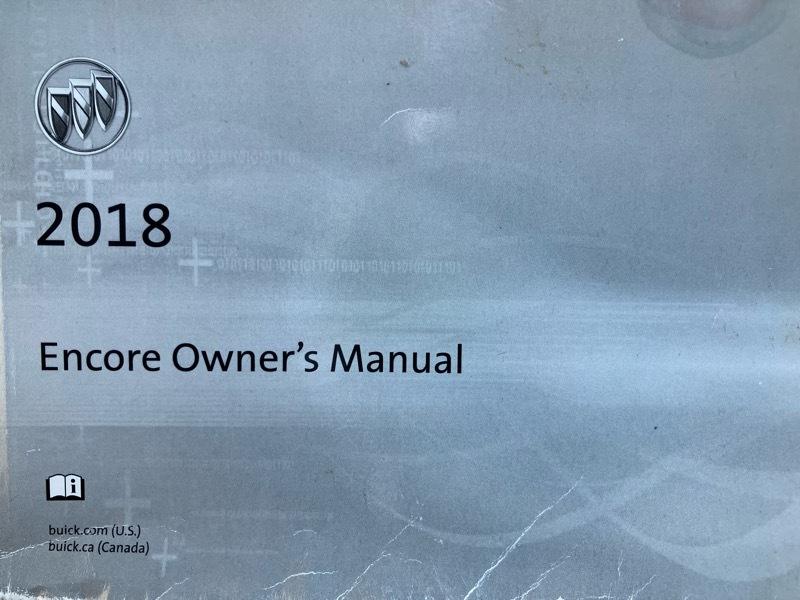 2018
Encore Owner's Manual
i
buick.com (U.S.)
buick.ca (Canada)